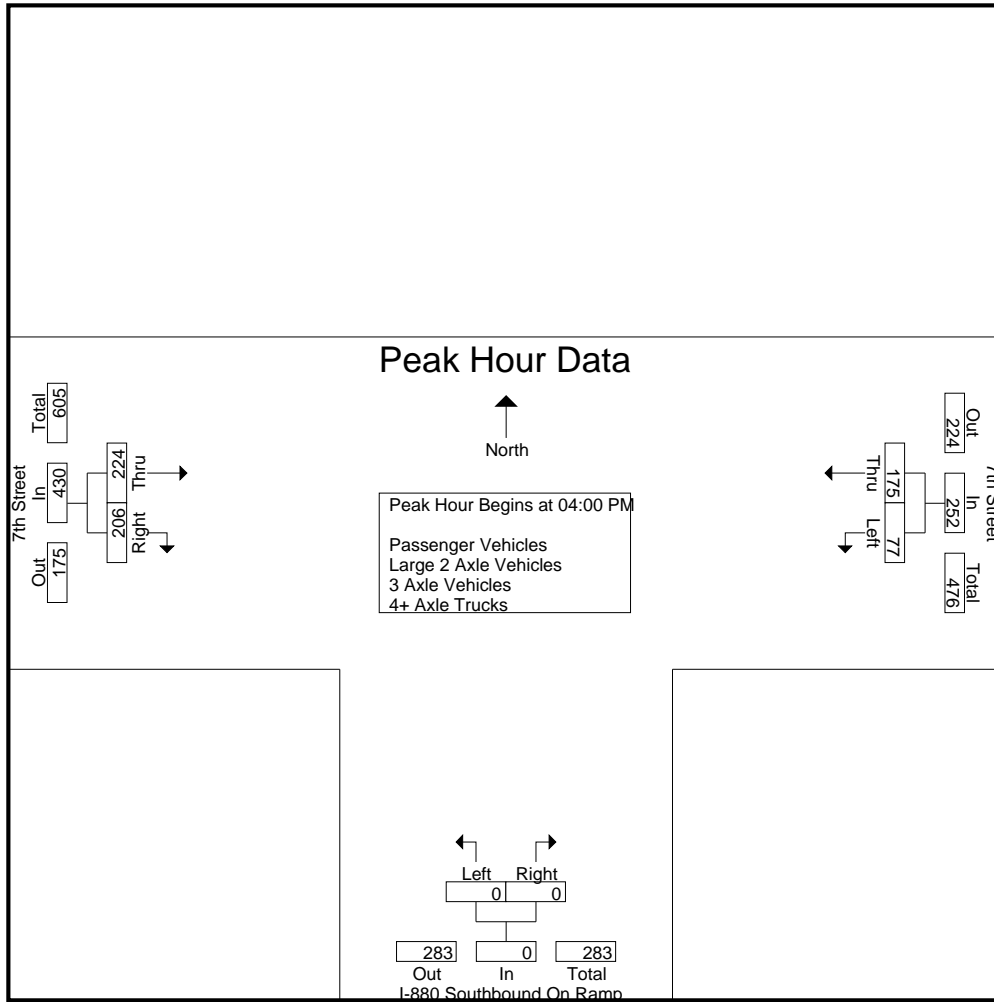 Peak Hour Data
North
Peak Hour Begins at 04:00 PM
Passenger Vehicles
Large 2 Axle Vehicles
3 Axle Vehicles
4+ Axle Trucks
7th Street
Out In Total
175 430 605
206 224
Right Thru
7th Street
Out In Total
224 252 476
175 77
Thru Left
Left Right
0 0
283 0 283
Out In Total
I-880 Southbound On Ramp